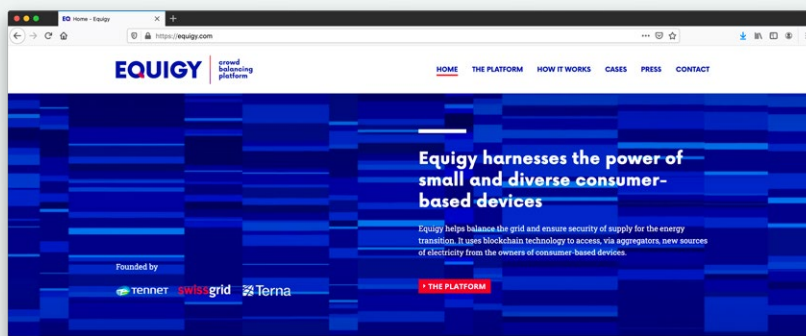 EQ Home - Equigy
https://equigy.com
EQUIGY
crowd
balancing
platform
HOME THE PLATFORM HOW IT WORKS CASES PRESS CONTACT
Equigy harnesses the power of
small and diverse consumer-
based devices
Equigy helps balance the grid and ensure security of supply for the energy
transition. It uses blockchain technology to access, via aggregators, new sources
of electricity from the owners of consumer-based devices.
Founded by
TENNET swissgrid Terna
THE PLATFORM